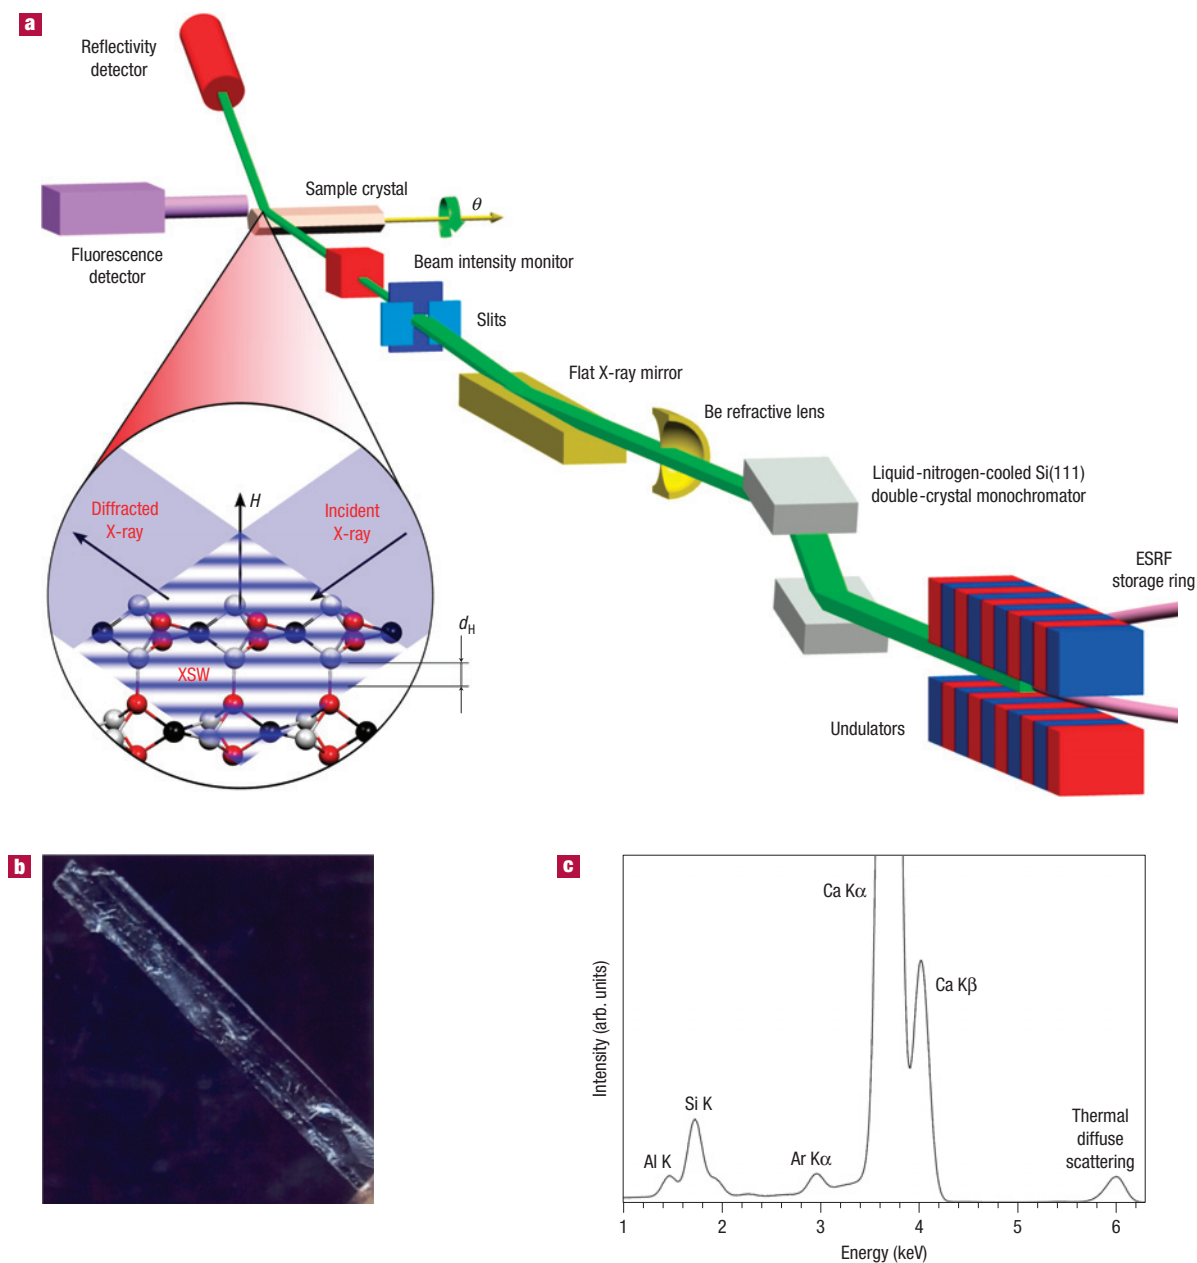 a
Reflectivity
detector
Sample crystal
θ
Fluorescence
detector
Beam intensity monitor
Slits
Flat X-ray mirror
Be refractive lens
Liquid-nitrogen-cooled Si(111)
double-crystal monochromator
ESRF
storage ring
Undulators
H
Diffracted
X-ray
Incident
X-ray
dH
XSW
b
c
Intensity (arb. units)
Ca Kα
Ca Kβ
Si K
Al K
Ar Kα
Thermal
diffuse
scattering
1 2 3 4 5 6
Energy (keV)